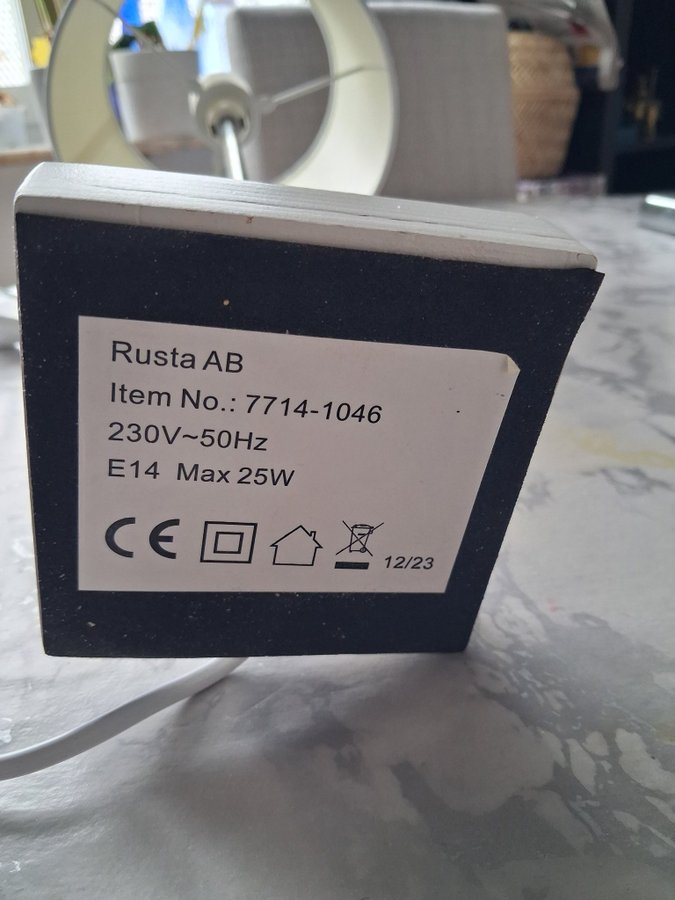 Rusta AB
Item No.: 7714-1046
230V~50Hz
E14 Max 25W
CE
12/23